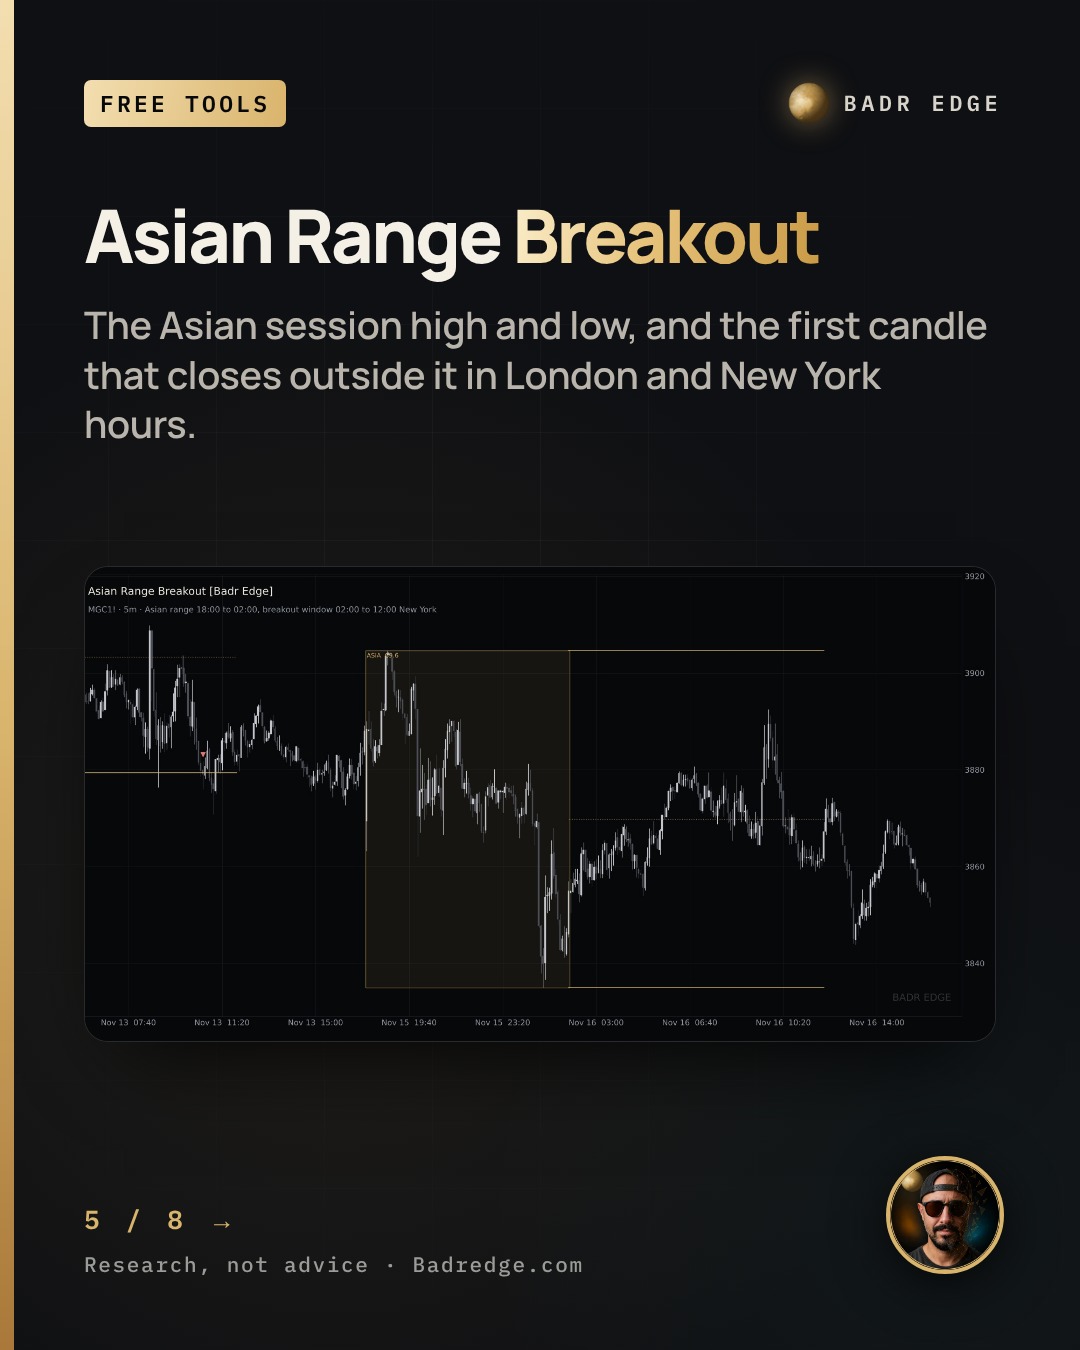 FREE TOOLS
BADR EDGE
Asian Range Breakout
The Asian session high and low, and the first candle
that closes outside it in London and New York
hours.
Asian Range Breakout [Badr Edge]
MGC1! · 5m · Asian range 18:00 to 02:00, breakout window 02:00 to 12:00 New York
ASIA
3920
3900
3880
3860
3840
BADR EDGE
Nov 13 07:40
Nov 13 11:20
Nov 13 15:00
Nov 15 19:40
Nov 15 23:20
Nov 16 03:00
Nov 16 06:40
Nov 16 10:20
Nov 16 14:00
5 / 8 →
Research, not advice · Badredge.com